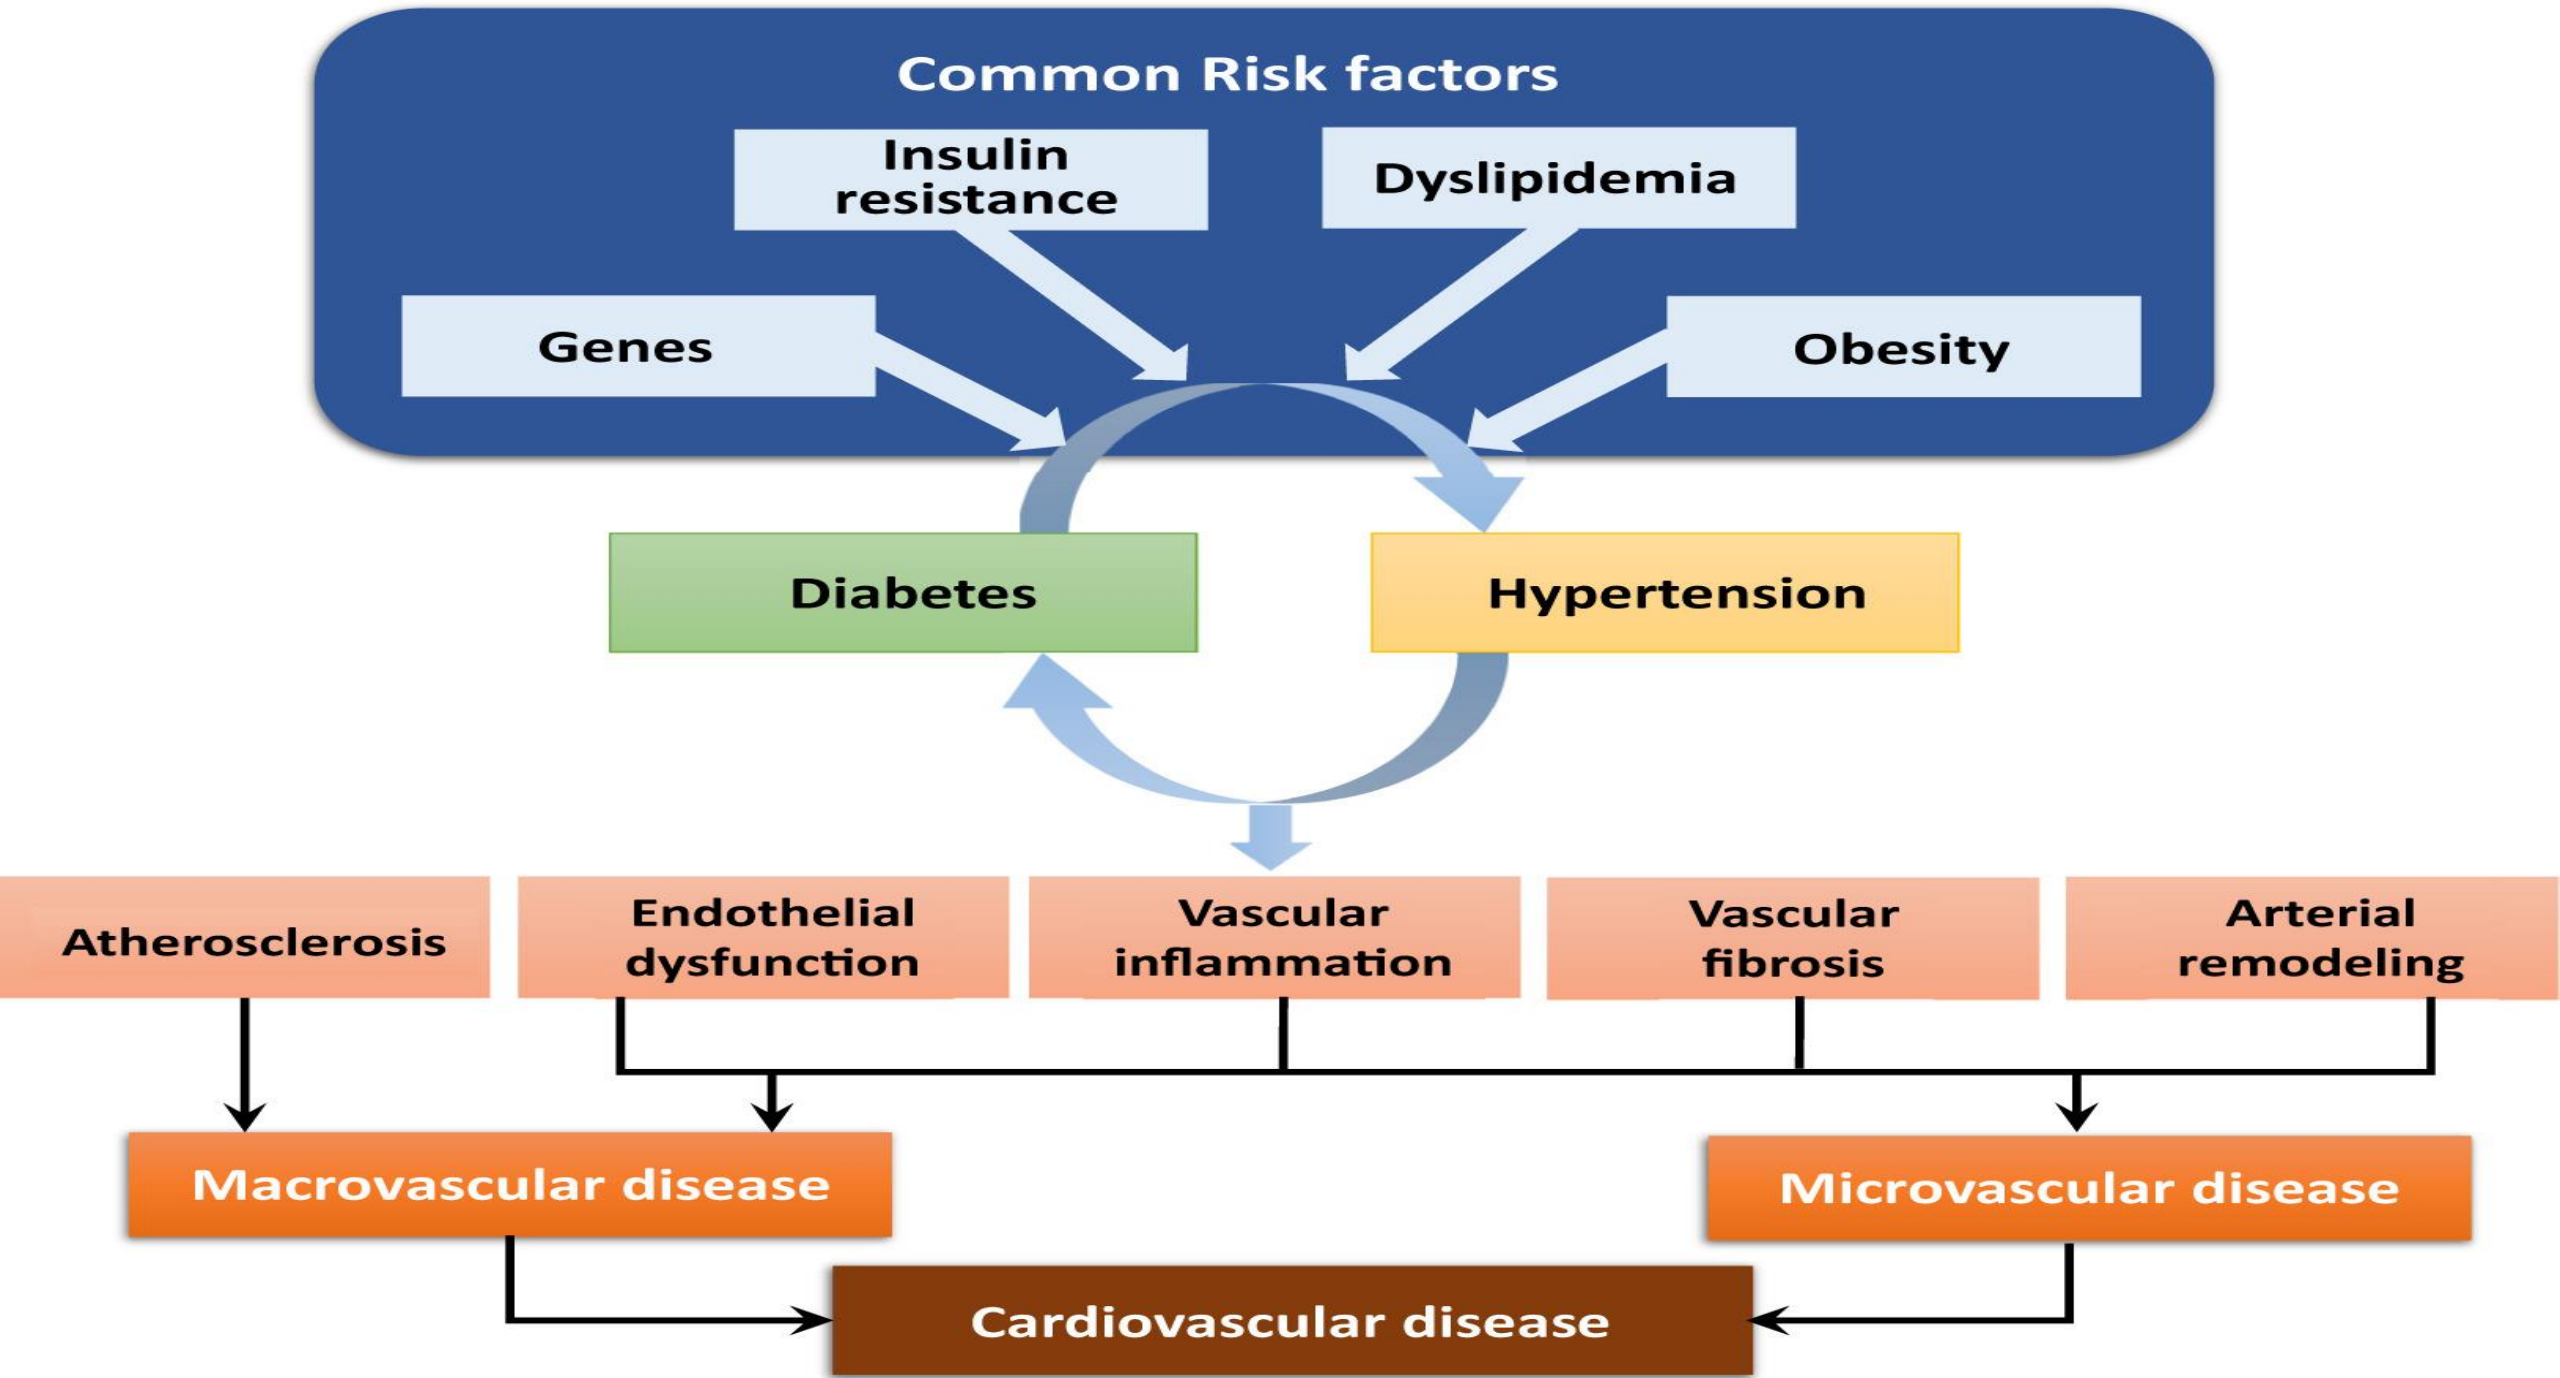 Common Risk factors
Insulin
resistance
Dyslipidemia
Genes
Obesity
Diabetes
Hypertension
Atherosclerosis
Endothelial
dysfunction
Vascular
inflammation
Vascular
fibrosis
Arterial
remodeling
Macrovascular disease
Microvascular disease
Cardiovascular disease